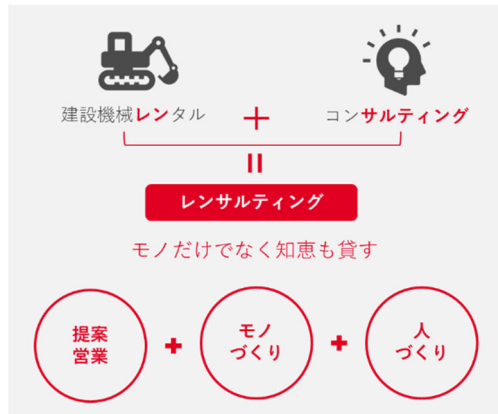 建設機械レンタル + コンサルティング
=
レンサルティング
モノだけでなく知恵も貸す
提案
営業
+
モノ
づくり
+
人
づくり